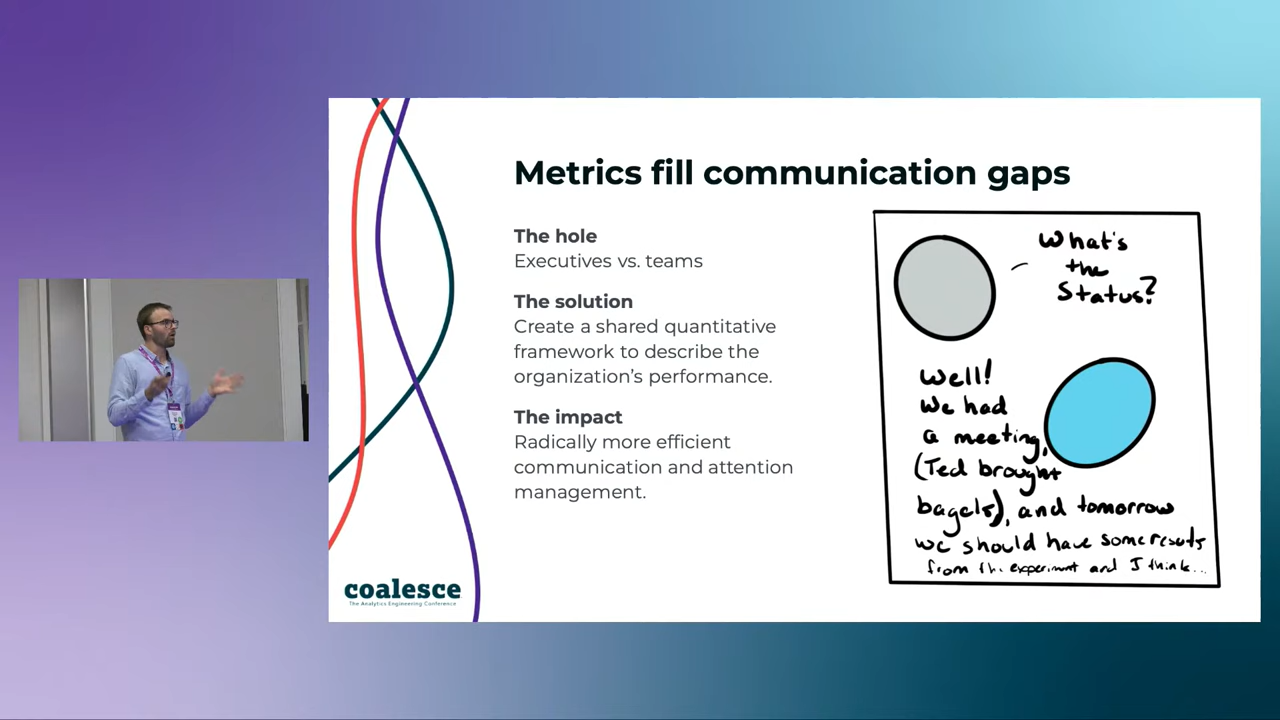 Metrics fill communication gaps
The hole
Executives vs. teams
The solution
Create a shared quantitative
framework to describe the
organization's performance.
The impact
Radically more efficient
communication and attention
management.
What's
the
Status?
Well!
We had
a meeting,
(Ted brought
bagels), and tomorrow
we should have some results
from th. experiment and I think...
coalesce
The Analytics Engineering Conference